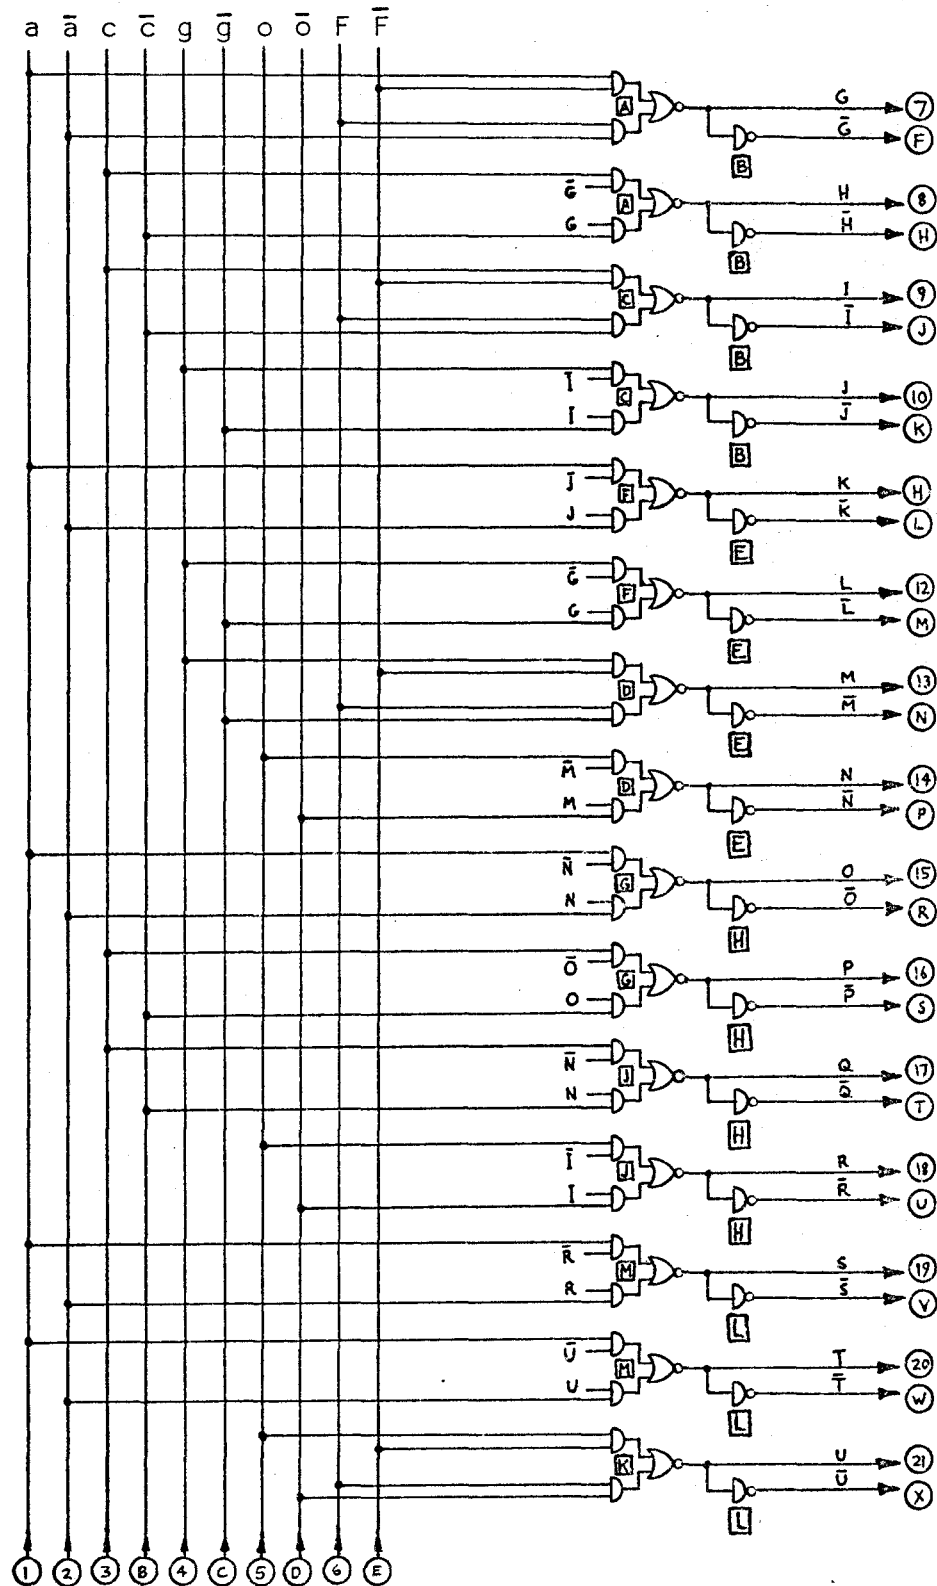 a a̅ c c̅ g g̅ o o̅ F F̅
G 7
A
G̅ F
B
H 8
G̅
A
G H̅ H
B
I 9
C
I̅ J
B
J 10
I̅
C
I J̅ K
B
K H
J̅
F
J K̅ L
E
L 12
G̅
F
G L̅ M
E
M 13
D
M̅ N
E
N 14
M̅
D
M N̅ P
E
O 15
N̅
G
N O̅ R
H
P 16
O̅
G
O P̅ S
H
Q 17
N̅
J
N Q̅ T
H
R 18
I̅
J
I R̅ U
H
S 19
R̅
M
R S̅ V
L
T 20
U̅
M
U T̅ W
L
U 21
K
U̅ X
L
1 2 3 B 4 C 5 D 6 E